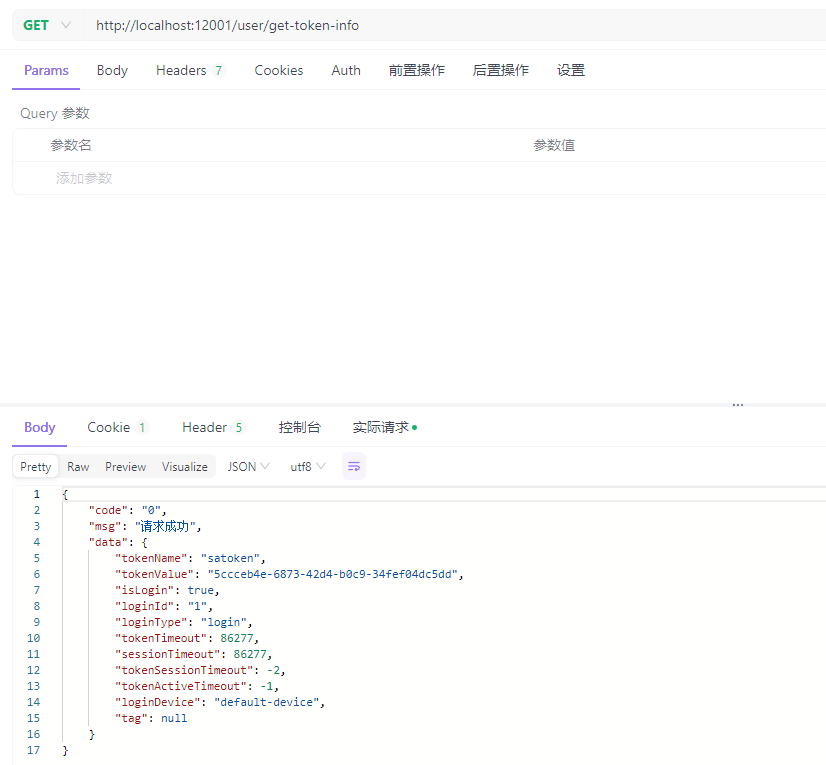 GET http://localhost:12001/user/get-token-info
Params Body Headers 7 Cookies Auth 前置操作 后置操作 设置
Query 参数
参数名 参数值
添加参数
...
Body Cookie 1 Header 5 控制台 实际请求
Pretty Raw Preview Visualize JSON utf8
1 {
2 "code": "0",
3 "msg": "请求成功",
4 "data": {
5 "tokenName": "satoken",
6 "tokenValue": "5ccceb4e-6873-42d4-b0c9-34fef04dc5dd",
7 "isLogin": true,
8 "loginId": "1",
9 "loginType": "login",
10 "tokenTimeout": 86277,
11 "sessionTimeout": 86277,
12 "tokenSessionTimeout": -2,
13 "tokenActiveTimeout": -1,
14 "loginDevice": "default-device",
15 "tag": null
16 }
17 }